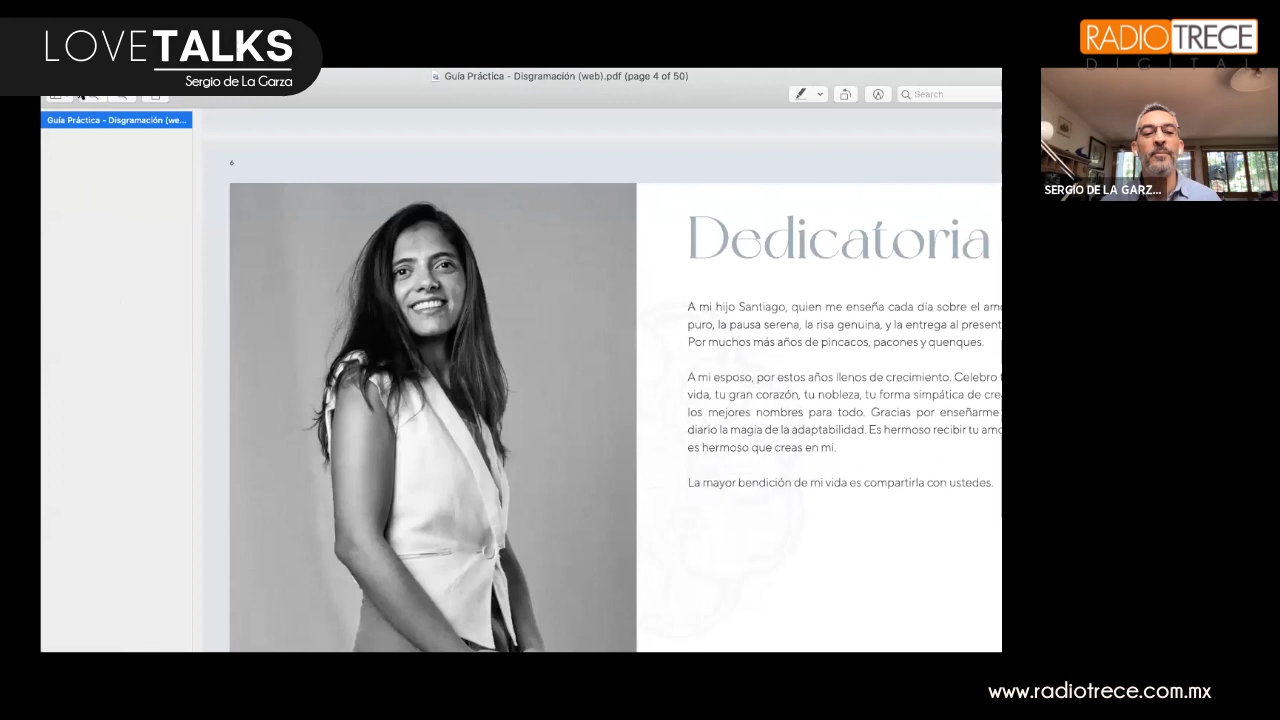 LOVETALKS
Sergio de La Garza
RADIO TRECE
DIGITAL
Guía Práctica - Disgramación (web).pdf (page 4 of 50)
Search
Guía Práctica - Disgramación (we...
SERGIO DE LA GARZ...
6
Dedicatoria
A mi hijo Santiago, quien me enseña cada día sobre el
puro, la pausa serena, la risa genuina, y la entrega al
Por muchos más años de pincacos, pacones y quenques.
A mi esposo, por estos años llenos de crecimiento. Celebro
vida, tu gran corazón, tu nobleza, tu forma simpática de
los mejores nombres para todo. Gracias por enseñarme
diario la magia de la adaptabilidad. Es hermoso recibir tu
es hermoso que creas en mi.
La mayor bendición de mi vida es compartirla con ustedes.
www.radiotrece.com.mx